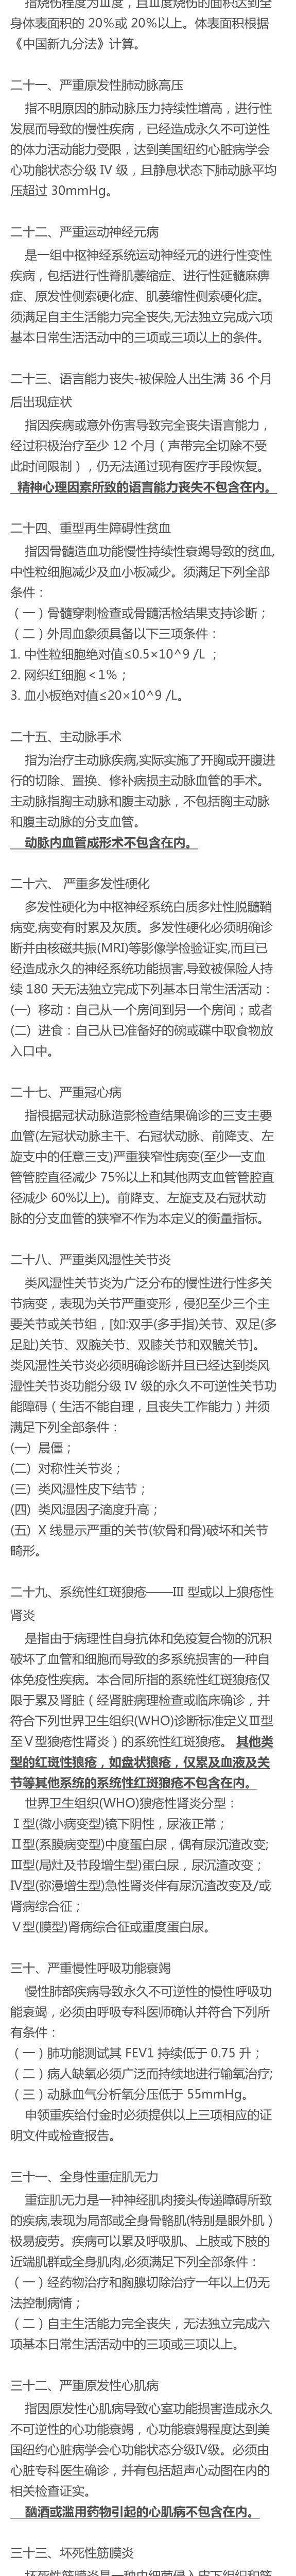 指烧伤程度为Ⅲ度，且Ⅲ度烧伤的面积达到全
身体表面积的 20%或 20%以上。体表面积根据
《中国新九分法》计算。
二十一、严重原发性肺动脉高压
指不明原因的肺动脉压力持续性增高，进行性
发展而导致的慢性疾病，已经造成永久不可逆性
的体力活动能力受限，达到美国纽约心脏病学会
心功能状态分级 IV 级，且静息状态下肺动脉平均
压超过 30mmHg。
二十二、严重运动神经元病
是一组中枢神经系统运动神经元的进行性变性
疾病，包括进行性脊肌萎缩症、进行性延髓麻痹
症、原发性侧索硬化症、肌萎缩性侧索硬化症。
须满足自主生活能力完全丧失,无法独立完成六项
基本日常生活活动中的三项或三项以上的条件。
二十三、语言能力丧失-被保险人出生满 36 个月
后出现症状
指因疾病或意外伤害导致完全丧失语言能力，
经过积极治疗至少 12 个月（声带完全切除不受
此时间限制），仍无法通过现有医疗手段恢复。
精神心理因素所致的语言能力丧失不包含在内。
二十四、重型再生障碍性贫血
指因骨髓造血功能慢性持续性衰竭导致的贫血,
中性粒细胞减少及血小板减少。须满足下列全部
条件：
（一）骨髓穿刺检查或骨髓活检结果支持诊断；
（二）外周血象须具备以下三项条件：
1. 中性粒细胞绝对值≤0.5×10^9 /L ；
2. 网织红细胞＜1%；
3. 血小板绝对值≤20×10^9 /L。
二十五、主动脉手术
指为治疗主动脉疾病,实际实施了开胸或开腹进
行的切除、置换、修补病损主动脉血管的手术。
主动脉指胸主动脉和腹主动脉，不包括胸主动脉
和腹主动脉的分支血管。
动脉内血管成形术不包含在内。
二十六、 严重多发性硬化
多发性硬化为中枢神经系统白质多灶性脱髓鞘
病变,病变有时累及灰质。多发性硬化必须明确诊
断并由核磁共振(MRI)等影像学检验证实,而且已
经造成永久的神经系统功能损害,导致被保险人持
续 180 天无法独立完成下列基本日常生活活动：
(一) 移动：自己从一个房间到另一个房间；或者
(二) 进食：自己从已准备好的碗或碟中取食物放
入口中。
二十七、严重冠心病
指根据冠状动脉造影检查结果确诊的三支主要
血管(左冠状动脉主干、右冠状动脉、前降支、左
旋支中的任意三支)严重狭窄性病变(至少一支血
管管腔直径减少 75%以上和其他两支血管管腔直
径减少 60%以上)。前降支、左旋支及右冠状动
脉的分支血管的狭窄不作为本定义的衡量指标。
二十八、严重类风湿性关节炎
类风湿性关节炎为广泛分布的慢性进行性多关
节病变，表现为关节严重变形，侵犯至少三个主
要关节或关节组，[如:双手(多手指)关节、双足(多
足趾)关节、双腕关节、双膝关节和双髋关节]。
类风湿性关节炎必须明确诊断并且已经达到类风
湿性关节炎功能分级 IV 级的永久不可逆性关节功
能障碍（生活不能自理，且丧失工作能力）并须
满足下列全部条件：
(一) 晨僵；
(二) 对称性关节炎；
(三) 类风湿性皮下结节；
(四) 类风湿因子滴度升高；
(五) X 线显示严重的关节(软骨和骨)破坏和关节
畸形。
二十九、系统性红斑狼疮——III 型或以上狼疮性
肾炎
是指由于病理性自身抗体和免疫复合物的沉积
破坏了血管和细胞而导致的多系统损害的一种自
体免疫性疾病。本合同所指的系统性红斑狼疮仅
限于累及肾脏（经肾脏病理检查或临床确诊，并
符合下列世界卫生组织(WHO)诊断标准定义Ⅲ型
至Ⅴ型狼疮性肾炎）的系统性红斑狼疮。 其他类
型的红斑性狼疮，如盘状狼疮，仅累及血液及关
节等其他系统的系统性红斑狼疮不包含在内。
世界卫生组织(WHO)狼疮性肾炎分型：
Ⅰ型(微小病变型)镜下阴性，尿液正常；
Ⅱ型(系膜病变型)中度蛋白尿，偶有尿沉渣改变;
Ⅲ型(局灶及节段增生型)蛋白尿，尿沉渣改变；
IV型(弥漫增生型)急性肾炎伴有尿沉渣改变及/或
肾病综合征；
Ⅴ型(膜型)肾病综合征或重度蛋白尿。
三十、严重慢性呼吸功能衰竭
慢性肺部疾病导致永久不可逆性的慢性呼吸功
能衰竭，必须由呼吸专科医师确认并符合下列所
有条件：
（一）肺功能测试其 FEV1 持续低于 0.75 升；
（二）病人缺氧必须广泛而持续地进行输氧治疗;
（三）动脉血气分析氧分压低于 55mmHg。
申领重疾给付金时必须提供以上三项相应的证
明文件或检查报告。
三十一、全身性重症肌无力
重症肌无力是一种神经肌肉接头传递障碍所致
的疾病,表现为局部或全身骨骼肌(特别是眼外肌）
极易疲劳。疾病可以累及呼吸肌、上肢或下肢的
近端肌群或全身肌肉,必须满足下列全部条件：
（一）经药物治疗和胸腺切除治疗一年以上仍无
法控制病情；
（二）自主生活能力完全丧失，无法独立完成六
项基本日常生活活动中的三项或三项以上。
三十二、严重原发性心肌病
指因原发性心肌病导致心室功能损害造成永久
不可逆性的心功能衰竭，心功能衰竭程度达到美
国纽约心脏病学会心功能状态分级IV级。必须由
心脏专科医生确诊，并有包括超声心动图在内的
相关检查证实。
酗酒或滥用药物引起的心肌病不包含在内。
三十三、坏死性筋膜炎
坏死性筋膜炎是一种由细菌侵入皮下组织和筋